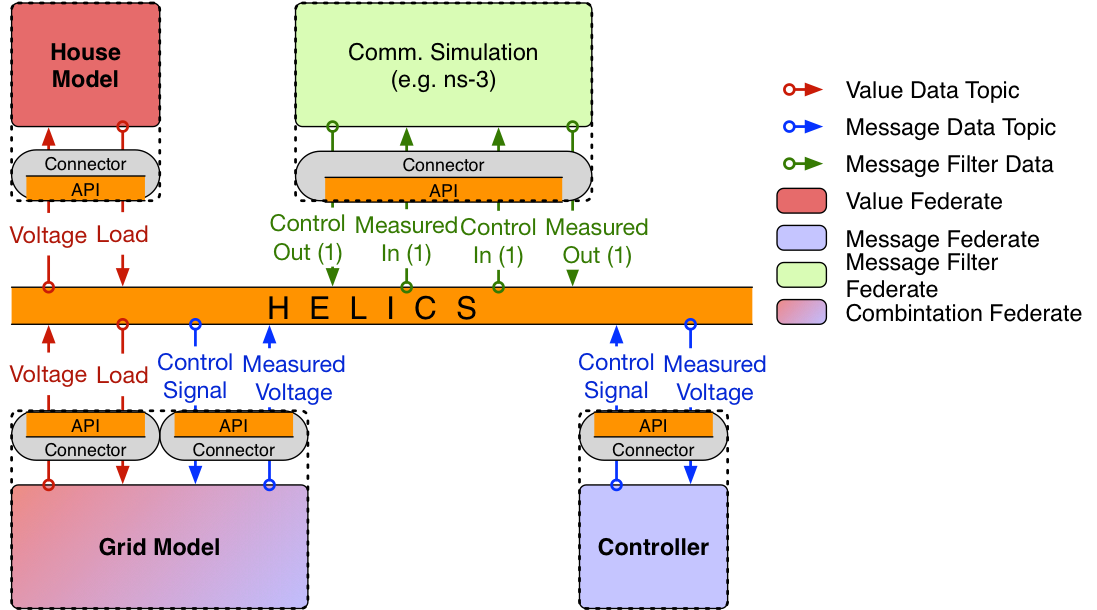 House
Model
Connector
API
Voltage Load
Comm. Simulation
(e.g. ns-3)
Connector
API
Control
Out (1)
Measured
In (1)
Control
In (1)
Measured
Out (1)
HELICS
Voltage Load
Control
Signal
Measured
Voltage
API
Connector
API
Connector
Grid Model
Control
Signal
Measured
Voltage
API
Connector
Controller
Value Data Topic
Message Data Topic
Message Filter Data
Value Federate
Message Federate
Message Filter
Federate
Combintation Federate